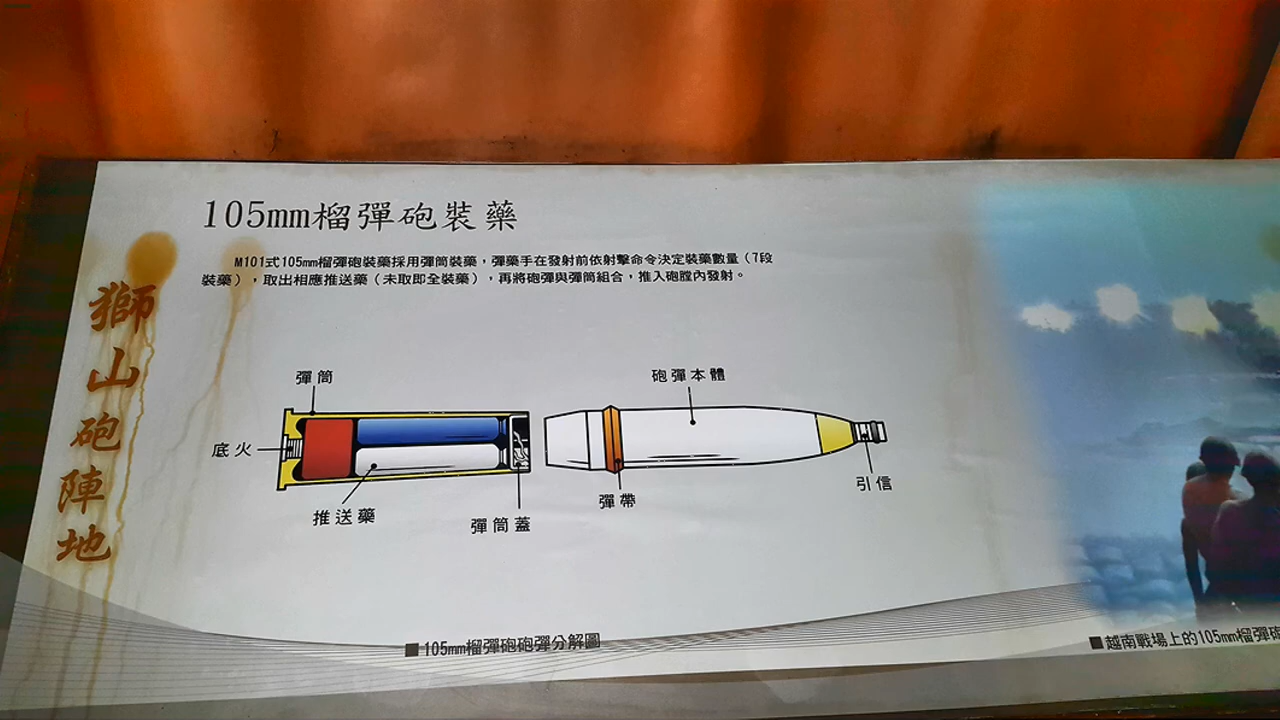 105mm榴彈砲裝藥
M101式105mm榴彈砲裝藥採用彈筒裝藥，彈藥手在發射前依射擊命令決定裝藥數量（7段
裝藥），取出相應推送藥（未取即全裝藥），再將砲彈與彈筒組合，推入砲膛內發射。
獅山砲陣地
彈筒
砲彈本體
底火
引信
彈帶
推送藥
彈筒蓋
■105mm榴彈砲砲彈分解圖
■越南戰場上的105mm榴彈砲